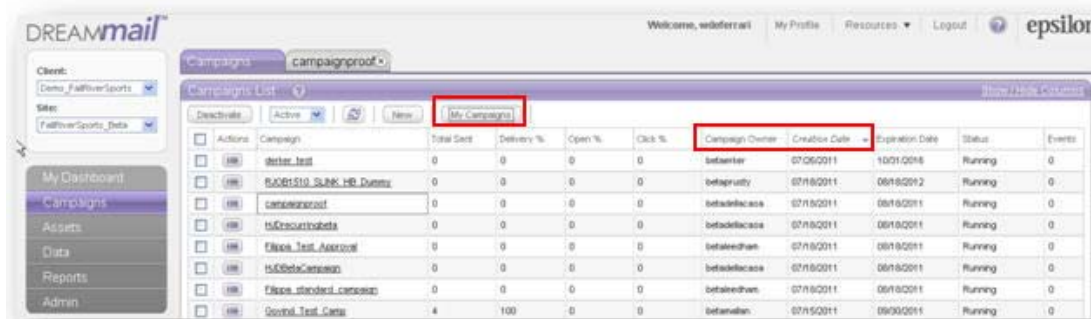 DREAMmail™
Welcome, wdeferrari My Profile Resources Logout epsilon
Client:
Demo_FallRiverSports
Site:
FallRiverSports_Beta
My Dashboard
Campaigns
Assets
Data
Reports
Admin
Campaigns campaignproof x
Campaigns List Show / Hide Columns
Deactivate Active New My Campaigns
Actions Campaign Total Sent Delivery % Open % Click % Campaign Owner Creation Date Expiration Date Status Events
derter_test 0 0 0 0 07/26/2011 10/31/2016 Running 0
RJOB1510_SLINK_HB_Dummy 0 0 0 0 betaprusty 07/18/2011 08/18/2012 Running 0
campaignproof 0 0 0 0 betadellacasa 07/18/2011 08/18/2011 Running 0
HJDrecurringbeta 0 0 0 0 betadellacasa 07/18/2011 08/18/2011 Running 0
Filippa_Test_Approval 0 0 0 0 betaleedham 07/18/2011 08/18/2011 Running 0
HJDBetaCampaign 0 0 0 0 betadellacasa 07/18/2011 08/18/2011 Running 0
Filippa_standard_campaign 0 0 0 0 betaleedham 07/18/2011 08/18/2011 Running 0
Govind_Test_Camp 4 100 0 0 07/15/2011 09/30/2011 Running 0